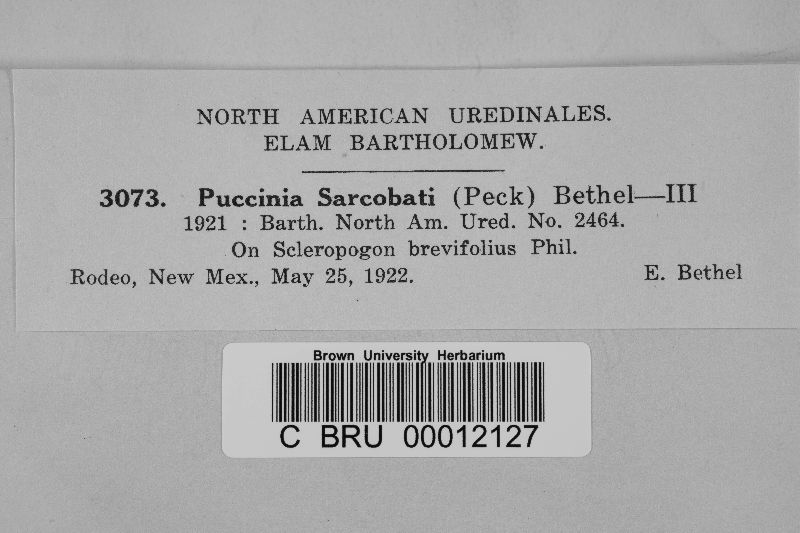 NORTH AMERICAN UREDINALES.
ELAM BARTHOLOMEW.
3073. Puccinia Sarcobati (Peck) Bethel—III
1921 : Barth. North Am. Ured. No. 2464.
On Scleropogon brevifolius Phil.
Rodeo, New Mex., May 25, 1922. E. Bethel
Brown University Herbarium
C BRU 00012127